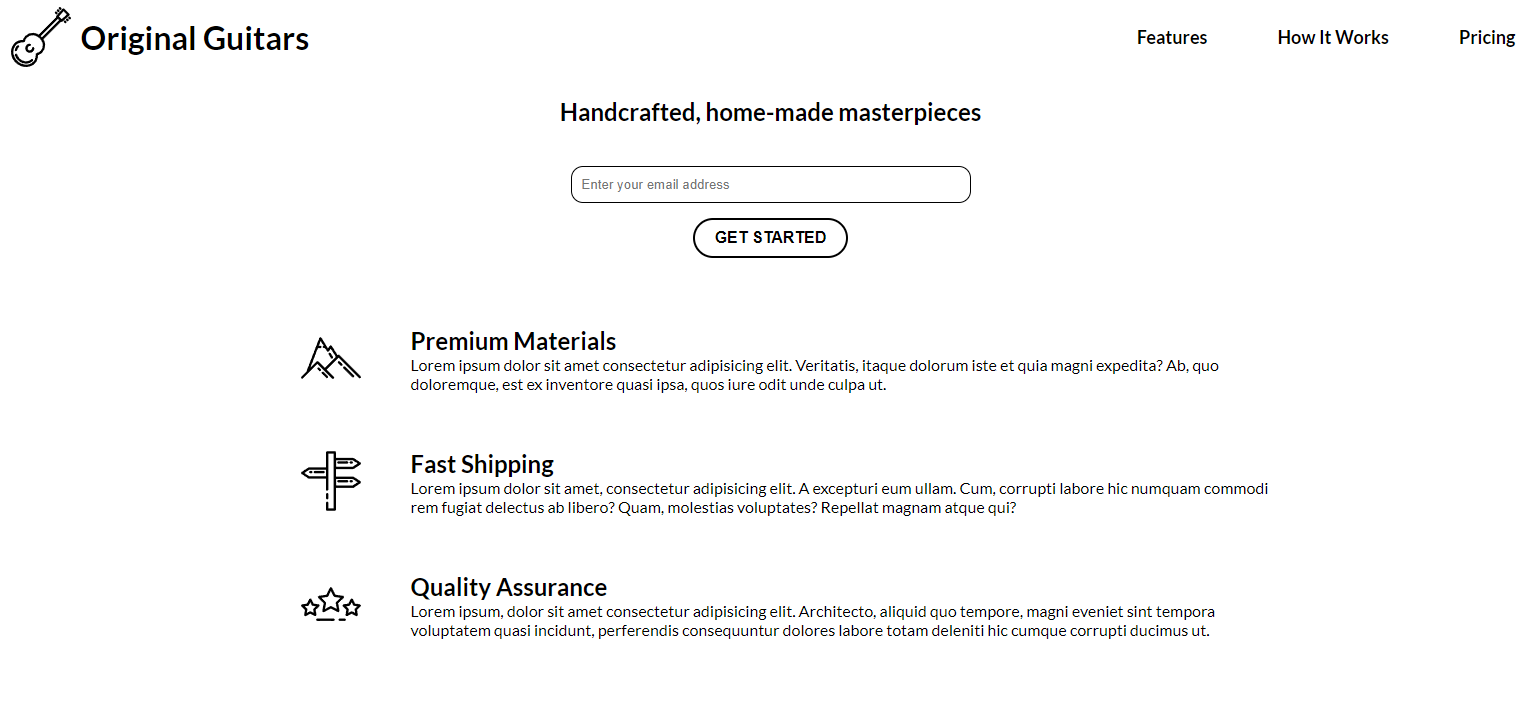 Original Guitars
Features
How It Works
Pricing
Handcrafted, home-made masterpieces
Enter your email address
GET STARTED
Premium Materials
Lorem ipsum dolor sit amet consectetur adipisicing elit. Veritatis, itaque dolorum iste et quia magni expedita? Ab, quo
doloremque, est ex inventore quasi ipsa, quos iure odit unde culpa ut.
Fast Shipping
Lorem ipsum dolor sit amet, consectetur adipisicing elit. A excepturi eum ullam. Cum, corrupti labore hic numquam commodi
rem fugiat delectus ab libero? Quam, molestias voluptates? Repellat magnam atque qui?
Quality Assurance
Lorem ipsum, dolor sit amet consectetur adipisicing elit. Architecto, aliquid quo tempore, magni eveniet sint tempora
voluptatem quasi incidunt, perferendis consequuntur dolores labore totam deleniti hic cumque corrupti ducimus ut.